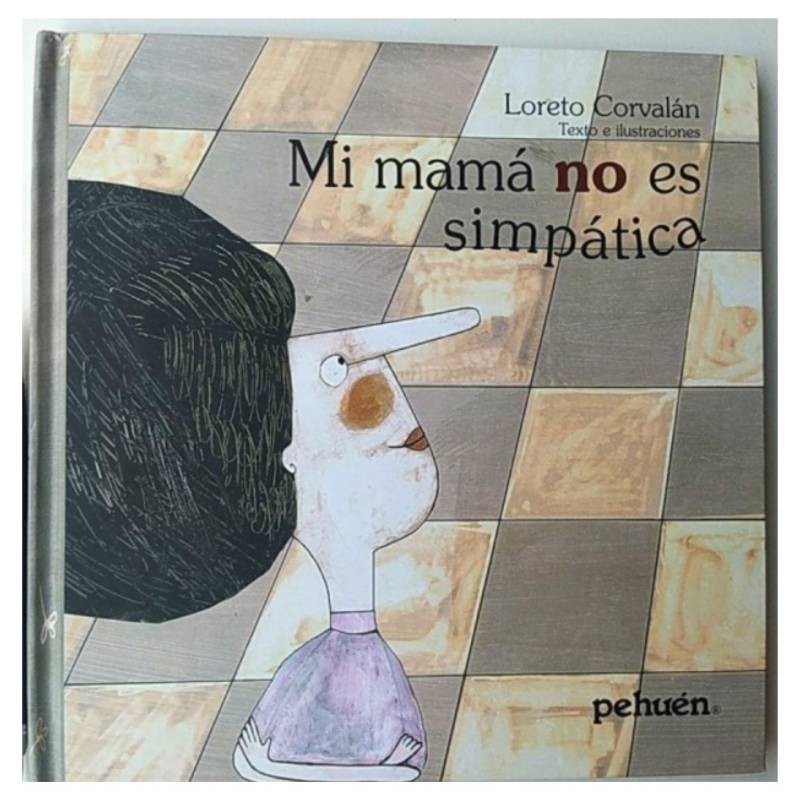 Loreto Corvalán
Texto e ilustraciones
Mi mamá no es
simpática
pehuén®